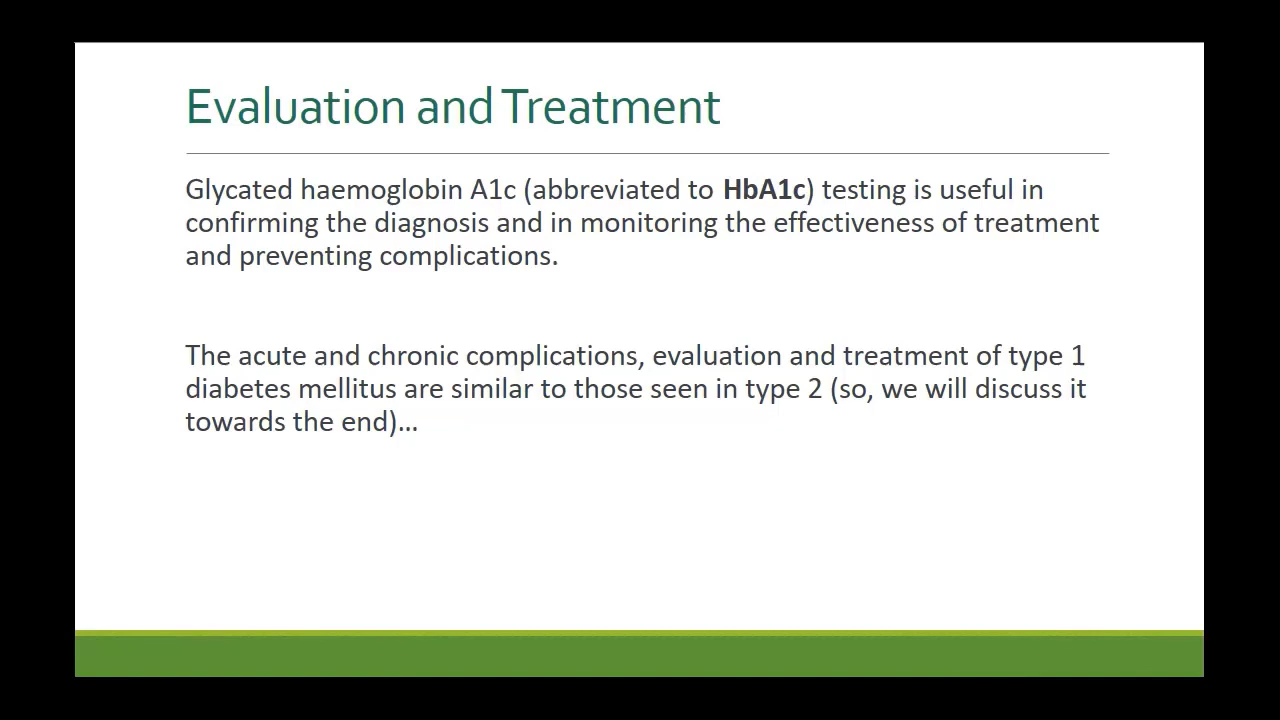 Evaluation and Treatment
Glycated haemoglobin A1c (abbreviated to HbA1c) testing is useful in
confirming the diagnosis and in monitoring the effectiveness of treatment
and preventing complications.
The acute and chronic complications, evaluation and treatment of type 1
diabetes mellitus are similar to those seen in type 2 (so, we will discuss it
towards the end)…